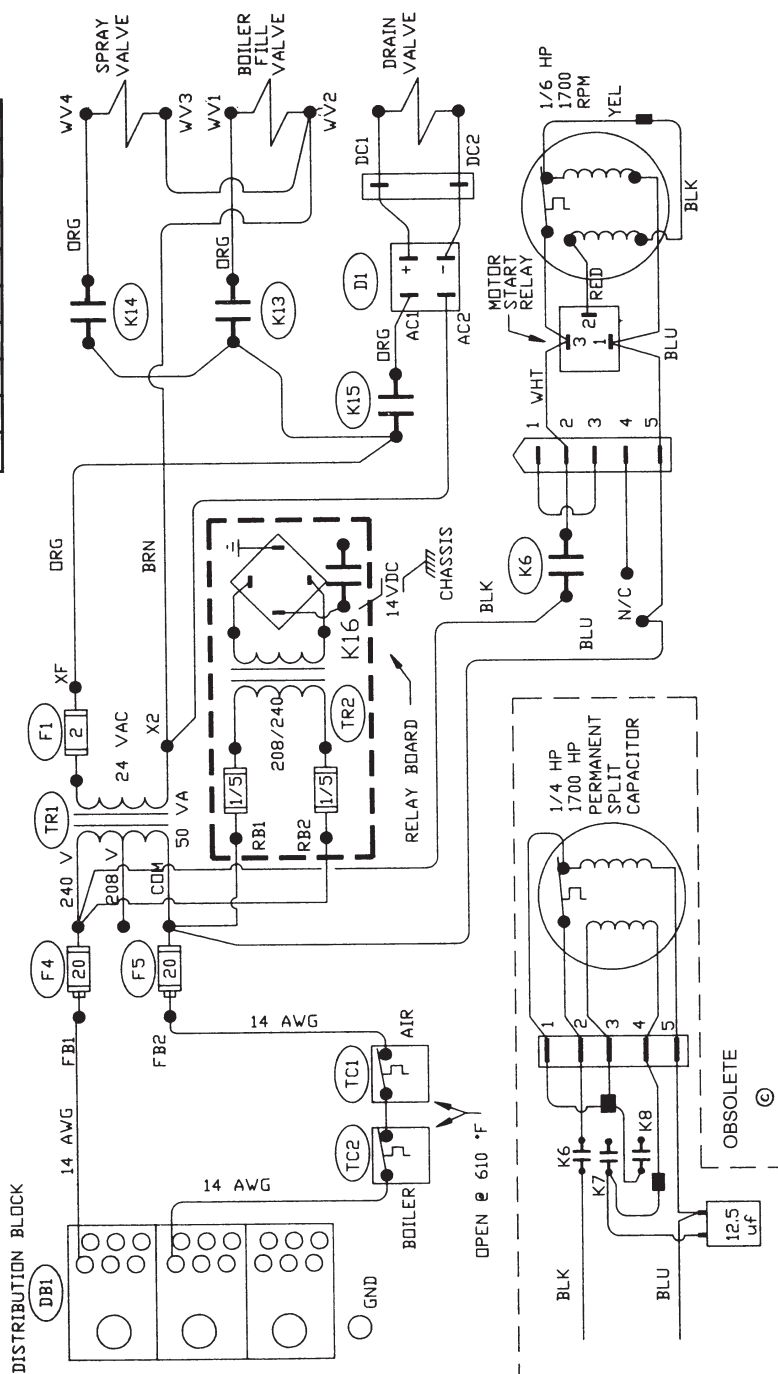 DISTRIBUTION BLOCK
DB1
GND
14 AWG
14 AWG
14 AWG
FB1
FB2
F4
20
F5
20
TC2
BOILER
TC1
AIR
OPEN @ 610 °F
240 V
208 V
COM
TR1
50 VA
24 VAC
F1
2
XF
X2
ORG
BRN
RB1
RB2
1/5
1/5
208/240
TR2
K16
14VDC
CHASSIS
RELAY BOARD
K14
K13
K15
ORG
ORG
ORG
WV4
WV3
SPRAY
VALVE
WV1
WV2
BOILER
FILL
VALVE
D1
AC1
AC2
+
-
DC1
DC2
DRAIN
VALVE
BLK
BLU
K6
N/C
1
2
3
4
5
WHT
BLU
MOTOR
START
RELAY
3
2
1
RED
BLK
YEL
1/6 HP
1700
RPM
1/4 HP
1700 HP
PERMANENT
SPLIT
CAPACITOR
1
2
3
4
5
K6
K7
K8
BLK
BLU
12.5
uf
OBSOLETE
©